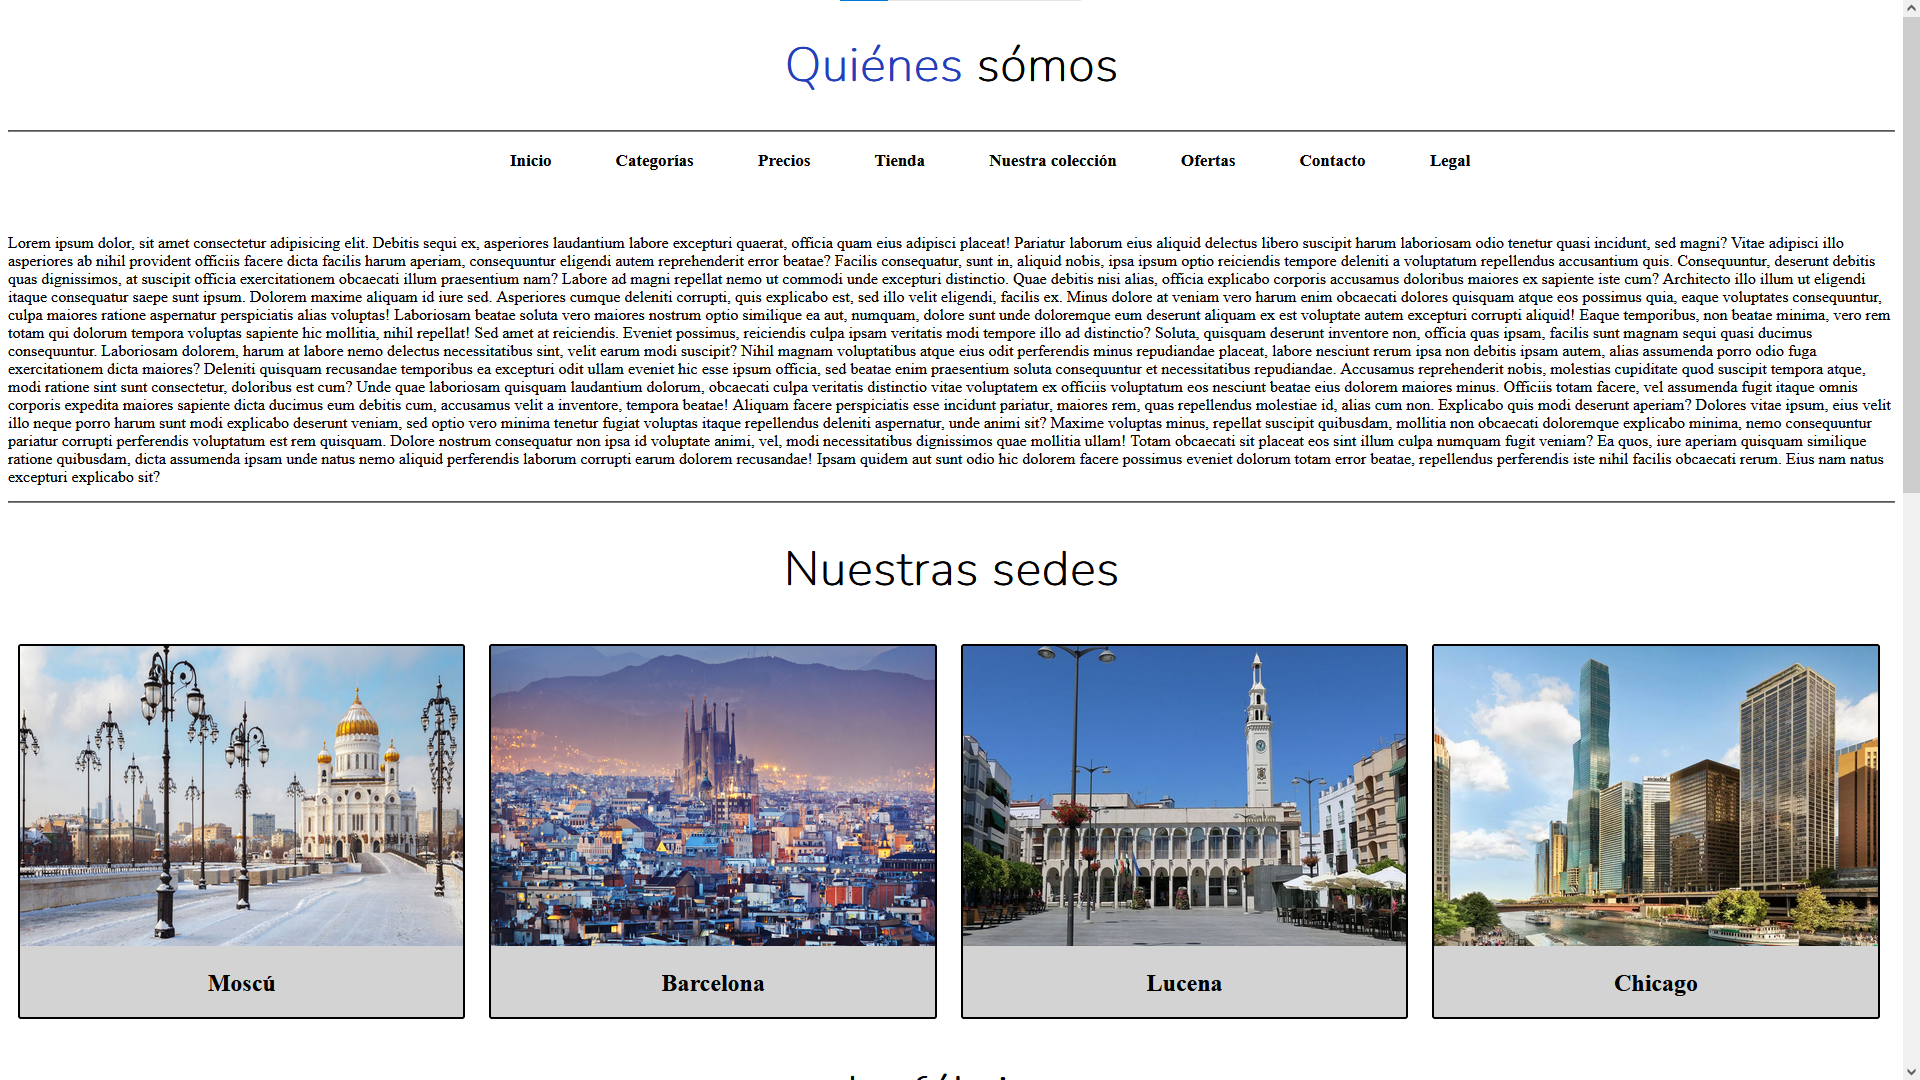 Quiénes sómos
Inicio Categorías Precios Tienda Nuestra colección Ofertas Contacto Legal
Lorem ipsum dolor, sit amet consectetur adipisicing elit. Debitis sequi ex, asperiores laudantium labore excepturi quaerat, officia quam eius adipisci placeat! Pariatur laborum eius aliquid delectus libero suscipit harum laboriosam odio tenetur quasi incidunt, sed magni? Vitae adipisci illo
asperiores ab nihil provident officiis facere dicta facilis harum aperiam, consequuntur eligendi autem reprehenderit error beatae? Facilis consequatur, sunt in, aliquid nobis, ipsa ipsum optio reiciendis tempore deleniti a voluptatum repellendus accusantium quis. Consequuntur, deserunt debitis
quas dignissimos, at suscipit officia exercitationem obcaecati illum praesentium nam? Labore ad magni repellat nemo ut commodi unde excepturi distinctio. Quae debitis nisi alias, officia explicabo corporis accusamus doloribus maiores ex sapiente iste cum? Architecto illo illum ut eligendi
itaque consequatur saepe sunt ipsum. Dolorem maxime aliquam id iure sed. Asperiores cumque deleniti corrupti, quis explicabo est, sed illo velit eligendi, facilis ex. Minus dolore at veniam vero harum enim obcaecati dolores quisquam atque eos possimus quia, eaque voluptates consequuntur,
culpa maiores ratione aspernatur perspiciatis alias voluptas! Laboriosam beatae soluta vero maiores nostrum optio similique ea aut, numquam, dolore sunt unde doloremque eum deserunt aliquam ex est voluptate autem excepturi corrupti aliquid! Eaque temporibus, non beatae minima, vero rem
totam qui dolorum tempora voluptas sapiente hic mollitia, nihil repellat! Sed amet at reiciendis. Eveniet possimus, reiciendis culpa ipsam veritatis modi tempore illo ad distinctio? Soluta, quisquam deserunt inventore non, officia quas ipsam, facilis sunt magnam sequi quasi ducimus
consequuntur. Laboriosam dolorem, harum at labore nemo delectus necessitatibus sint, velit earum modi suscipit? Nihil magnam voluptatibus atque eius odit perferendis minus repudiandae placeat, labore nesciunt rerum ipsa non debitis ipsam autem, alias assumenda porro odio fuga
exercitationem dicta maiores? Deleniti quisquam recusandae temporibus ea excepturi odit ullam eveniet hic esse ipsum officia, sed beatae enim praesentium soluta consequuntur et necessitatibus repudiandae. Accusamus reprehenderit nobis, molestias cupiditate quod suscipit tempora atque,
modi ratione sint sunt consectetur, doloribus est cum? Unde quae laboriosam quisquam laudantium dolorum, obcaecati culpa veritatis distinctio vitae voluptatem ex officiis voluptatum eos nesciunt beatae eius dolorem maiores minus. Officiis totam facere, vel assumenda fugit itaque omnis
corporis expedita maiores sapiente dicta ducimus eum debitis cum, accusamus velit a inventore, tempora beatae! Aliquam facere perspiciatis esse incidunt pariatur, maiores rem, quas repellendus molestiae id, alias cum non. Explicabo quis modi deserunt aperiam? Dolores vitae ipsum, eius velit
illo neque porro harum sunt modi explicabo deserunt veniam, sed optio vero minima tenetur fugiat voluptas itaque repellendus deleniti aspernatur, unde animi sit? Maxime voluptas minus, repellat suscipit quibusdam, mollitia non obcaecati doloremque explicabo minima, nemo consequuntur
pariatur corrupti perferendis voluptatum est rem quisquam. Dolore nostrum consequatur non ipsa id voluptate animi, vel, modi necessitatibus dignissimos quae mollitia ullam! Totam obcaecati sit placeat eos sint illum culpa numquam fugit veniam? Ea quos, iure aperiam quisquam similique
ratione quibusdam, dicta assumenda ipsam unde natus nemo aliquid perferendis laborum corrupti earum dolorem recusandae! Ipsam quidem aut sunt odio hic dolorem facere possimus eveniet dolorum totam error beatae, repellendus perferendis iste nihil facilis obcaecati rerum. Eius nam natus
excepturi explicabo sit?
Nuestras sedes
Moscú Barcelona Lucena Chicago